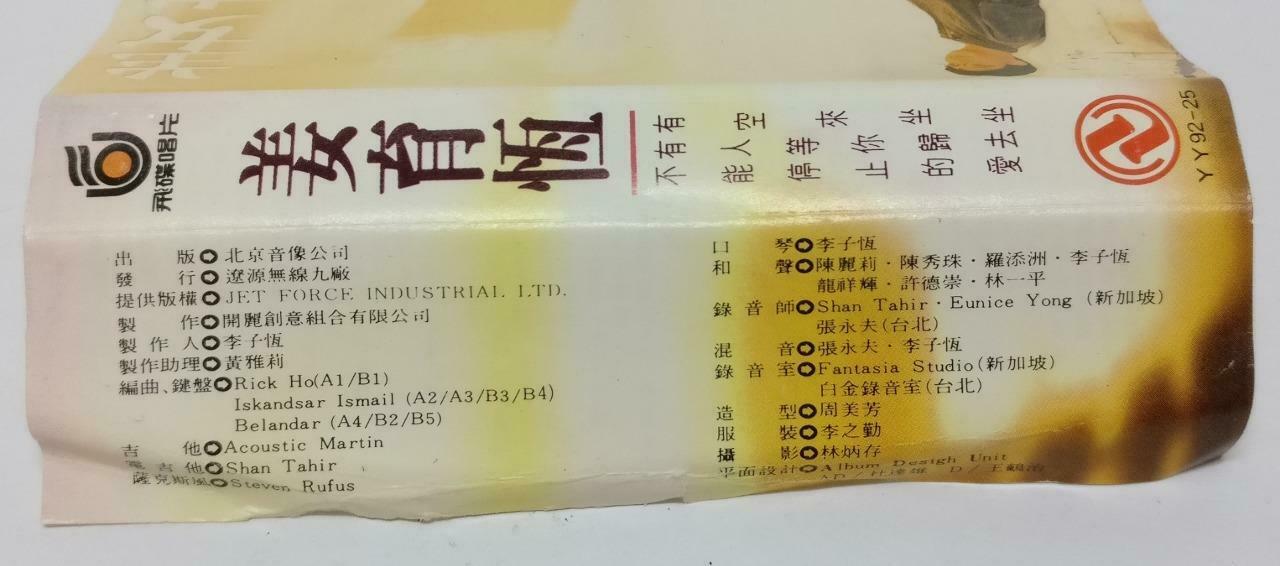 飛碟唱片
姜育恆
有空來坐坐
有人等你歸去
不能停止的愛
YY92-25
出版➲北京音像公司
發行➲遼源無線九廠
提供版權➲JET FORCE INDUSTRIAL LTD.
製作➲開麗創意組合有限公司
製作人➲李子恆
製作助理➲黃雅莉
編曲、鍵盤➲Rick Ho(A1/B1)
Iskandsar Ismail (A2/A3/B3/B4)
Belandar (A4/B2/B5)
吉他➲Acoustic Martin
電吉他➲Shan Tahir
薩克斯風➲Steven Rufus
口琴➲李子恆
和聲➲陳麗莉·陳秀珠·羅添洲·李子恆
龍祥輝·許德崇·林一平
錄音師➲Shan Tahir·Eunice Yong (新加坡)
張永夫(台北)
混音➲張永夫·李子恆
錄音室➲Fantasia Studio(新加坡)
白金錄音室(台北)
造型➲周美芳
服裝➲李之勤
攝影➲林炳存
平面設計➲Album Desigh Unit
AD/杜達雄 D/王鶴治